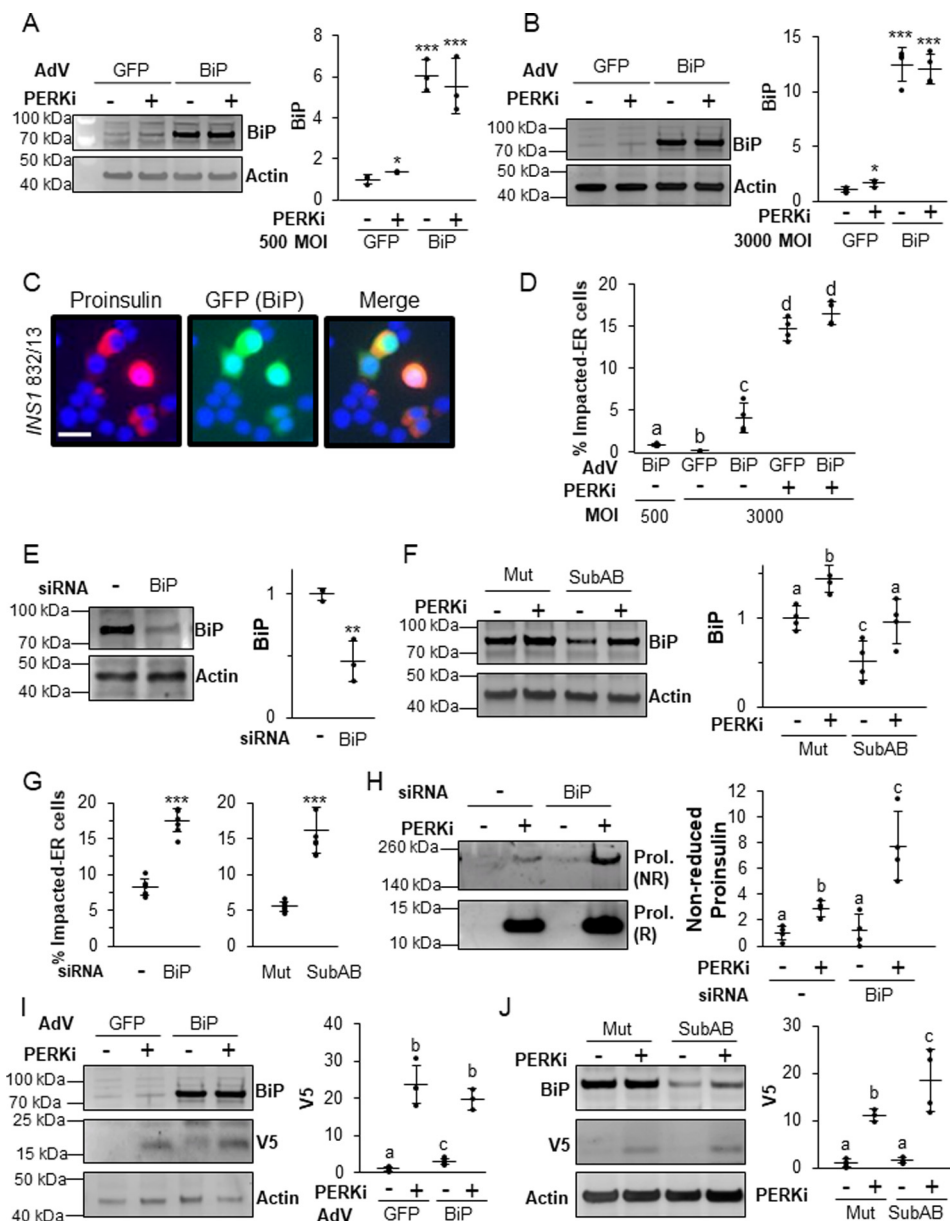 A
AdV GFP BiP
PERKi - + - +
100 kDa
70 kDa
BiP
50 kDa
40 kDa
Actin
BiP
8
6
4
2
0
*
***
***
PERKi - + - +
500 MOI GFP BiP
B
AdV GFP BiP
PERKi - + - +
100 kDa
70 kDa
BiP
50 kDa
40 kDa
Actin
BiP
15
10
5
0
*
***
***
PERKi - + - +
3000 MOI GFP BiP
C
Proinsulin GFP (BiP) Merge
INS1 832/13
D
% Impacted-ER cells
20
15
10
5
0
a b c d d
AdV BiP GFP BiP GFP BiP
PERKi - - - + +
MOI 500 3000
E
siRNA - BiP
100 kDa
70 kDa
BiP
50 kDa
40 kDa
Actin
BiP
1
0
**
siRNA - BiP
F
Mut SubAB
PERKi - + - +
100 kDa
70 kDa
BiP
50 kDa
40 kDa
Actin
BiP
1
0
a b c a
PERKi - + - +
Mut SubAB
G
% Impacted-ER cells
20
15
10
5
0
***
siRNA - BiP
20
15
10
5
0
***
Mut SubAB
H
siRNA - BiP
PERKi - + - +
260 kDa
140 kDa
ProI. (NR)
15 kDa
10 kDa
ProI. (R)
Non-reduced Proinsulin
12
10
8
6
4
2
0
a b a c
PERKi - + - +
siRNA - BiP
I
AdV GFP BiP
PERKi - + - +
100 kDa
70 kDa
BiP
25 kDa
15 kDa
V5
50 kDa
40 kDa
Actin
V5
40
30
20
10
0
a b c b
PERKi - + - +
AdV GFP BiP
J
Mut SubAB
PERKi - + - +
BiP
V5
Actin
V5
30
20
10
0
a b a c
PERKi - + - +
Mut SubAB